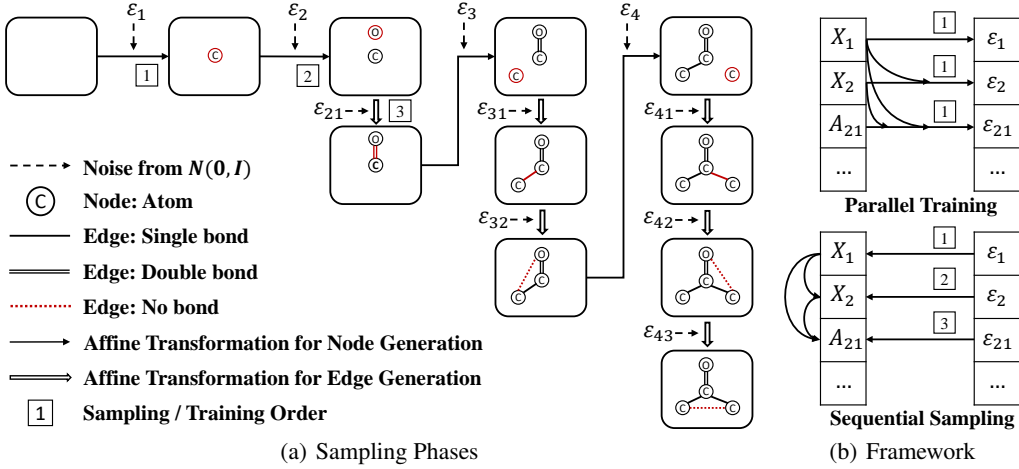 ε₁
ε₂
ε₃
ε₄
1
C
2
O
C
O
C
C
O
C
C
C
ε₂₁
3
ε₃₁
ε₄₁
O
C
O
C
C
O
C
C
C
ε₃₂
ε₄₂
O
C
C
O
C
C
C
ε₄₃
O
C
C
C
Noise from N(0, I)
C Node: Atom
Edge: Single bond
Edge: Double bond
Edge: No bond
Affine Transformation for Node Generation
Affine Transformation for Edge Generation
1 Sampling / Training Order
(a) Sampling Phases
X₁ 1 ε₁
X₂ 1 ε₂
A₂₁ 1 ε₂₁
... ...
Parallel Training
X₁ 1 ε₁
X₂ 2 ε₂
A₂₁ 3 ε₂₁
... ...
Sequential Sampling
(b) Framework